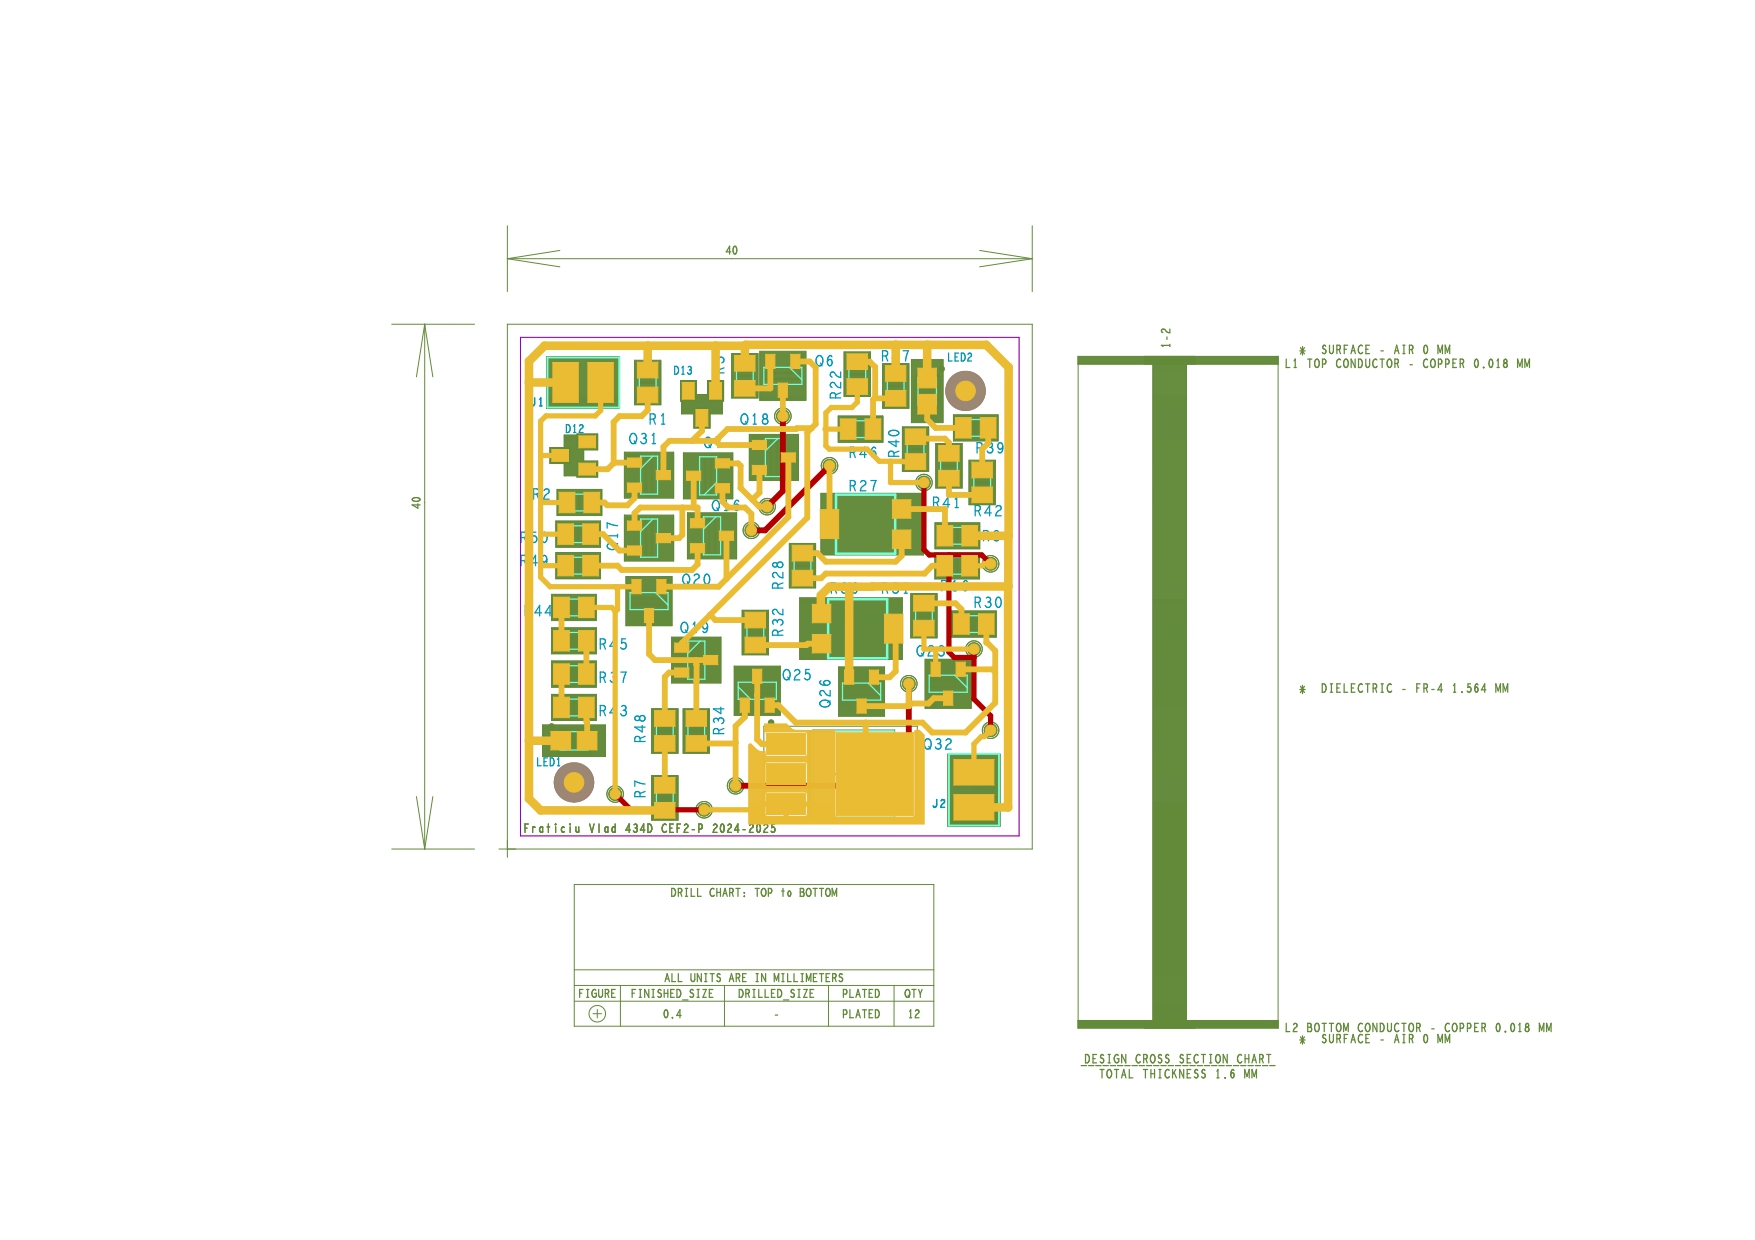 40
40
1-2
* SURFACE - AIR 0 MM
L1 TOP CONDUCTOR - COPPER 0.018 MM
LED2
Q6
D13
R22
J1
R1
Q18
D12
Q31
R40
R46
R39
R2
R27
R41
R42
Q17
R28
Q20
R30
R44
R32
Q19
R45
R37
Q25
Q26
* DIELECTRIC - FR-4 1.564 MM
R43
R48
R34
Q32
LED1
R7
J2
Fraticiu Vlad 434D CEF2-P 2024-2025
DRILL CHART: TOP to BOTTOM
ALL UNITS ARE IN MILLIMETERS
FIGURE FINISHED_SIZE DRILLED_SIZE PLATED QTY
0.4 - PLATED 12
L2 BOTTOM CONDUCTOR - COPPER 0.018 MM
* SURFACE - AIR 0 MM
DESIGN CROSS SECTION CHART
TOTAL THICKNESS 1.6 MM